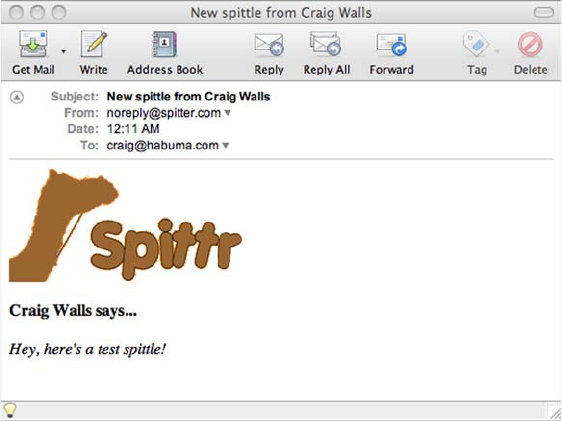 New spittle from Craig Walls
Get Mail Write Address Book Reply Reply All Forward Tag Delete
Subject: New spittle from Craig Walls
From: noreply@spitter.com
Date: 12:11 AM
To: craig@habuma.com
Spittr
Craig Walls says...
Hey, here's a test spittle!